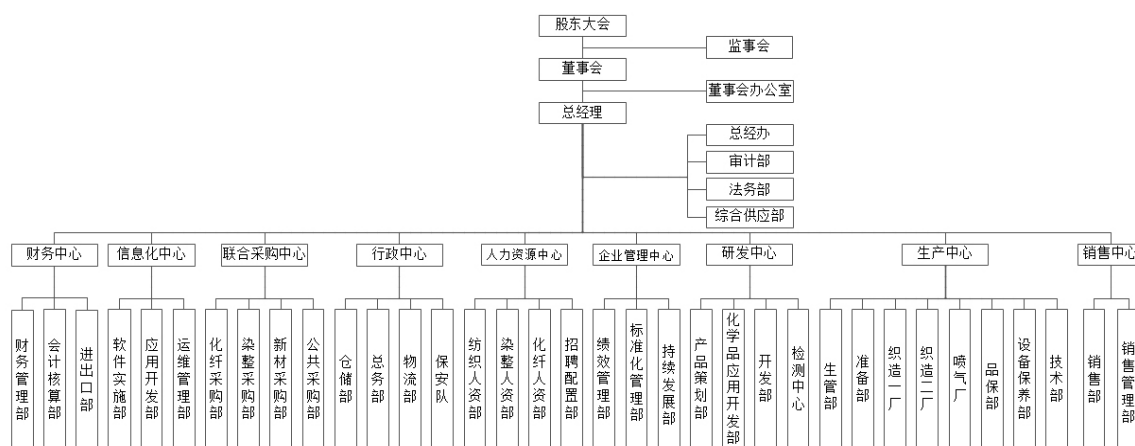 股东大会
监事会
董事会
董事会办公室
总经理
总经办
审计部
法务部
综合供应部
财务中心
信息化中心
联合采购中心
行政中心
人力资源中心
企业管理中心
研发中心
生产中心
销售中心
财务管理部
会计核算部
进出口部
软件实施部
应用开发部
运维管理部
化纤采购部
染整采购部
新材采购部
公共采购部
仓储部
总务部
物流部
保安队
纺织人资部
染整人资部
化纤人资部
招聘配置部
绩效管理部
标准化管理部
持续发展部
产品策划部
化学品应用开发部
开发部
检测中心
生管部
准备部
织造一厂
织造二厂
喷气厂
品保部
设备保养部
技术部
销售部
销售管理部